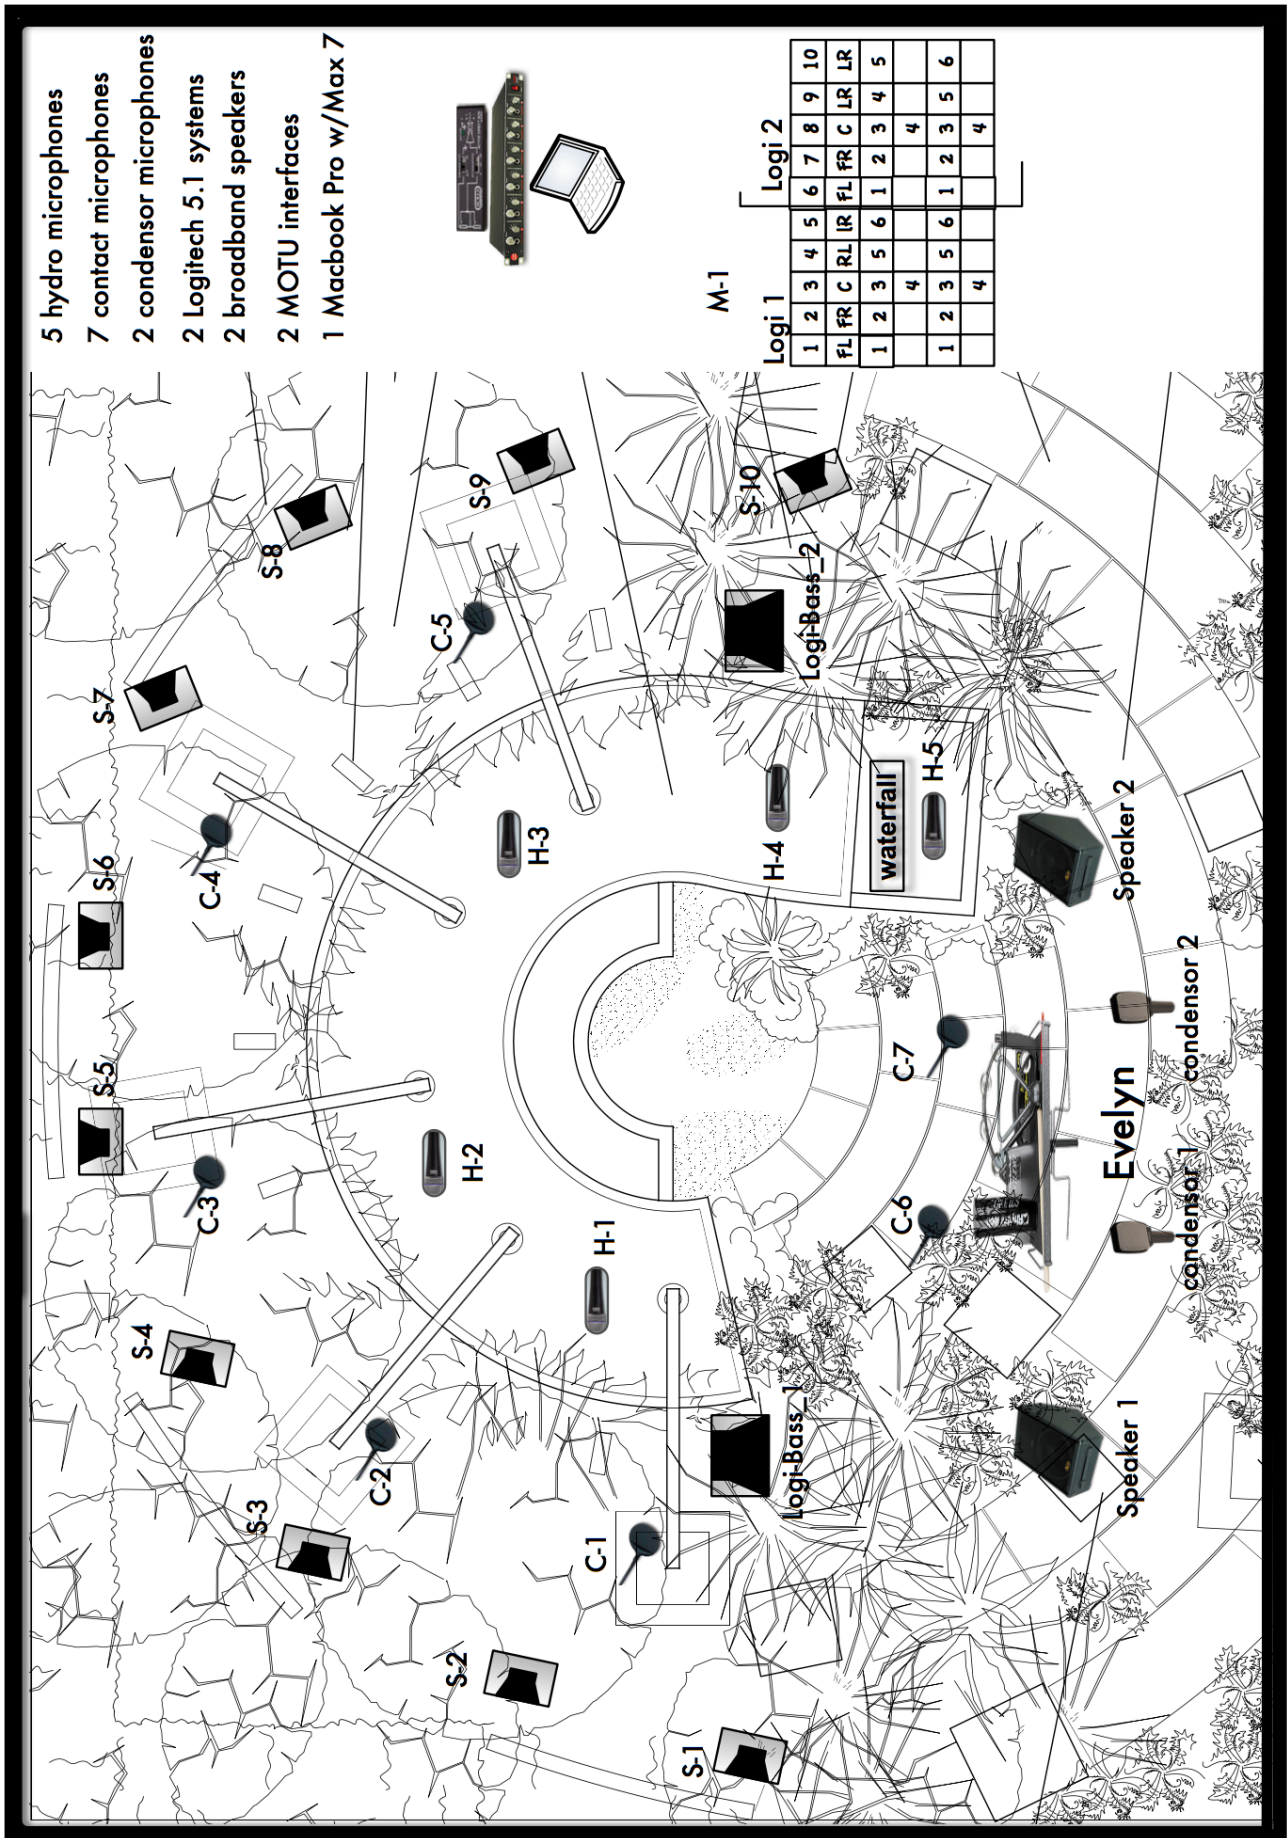 5 hydro microphones
7 contact microphones
2 condensor microphones
2 Logitech 5.1 systems
2 broadband speakers
2 MOTU interfaces
1 Macbook Pro w/Max 7
M-1
Logi 1
Logi 2
1 2 3 4 5 6 7 8 9 10
FL FR C RL lR FL FR C LR LR
1 2 3 5 6 1 2 3 4 5
4 4
1 2 3 5 6 1 2 3 5 6
4 4
S-1
S-2
S-3
S-4
S-5
S-6
S-7
S-8
S-9
S-10
C-1
C-2
C-3
C-4
C-5
H-1
H-2
H-3
H-4
waterfall
H-5
Logi-Bass_1
Logi-Bass_2
C-6
C-7
Speaker 1
condensor 1
Evelyn
condensor 2
Speaker 2